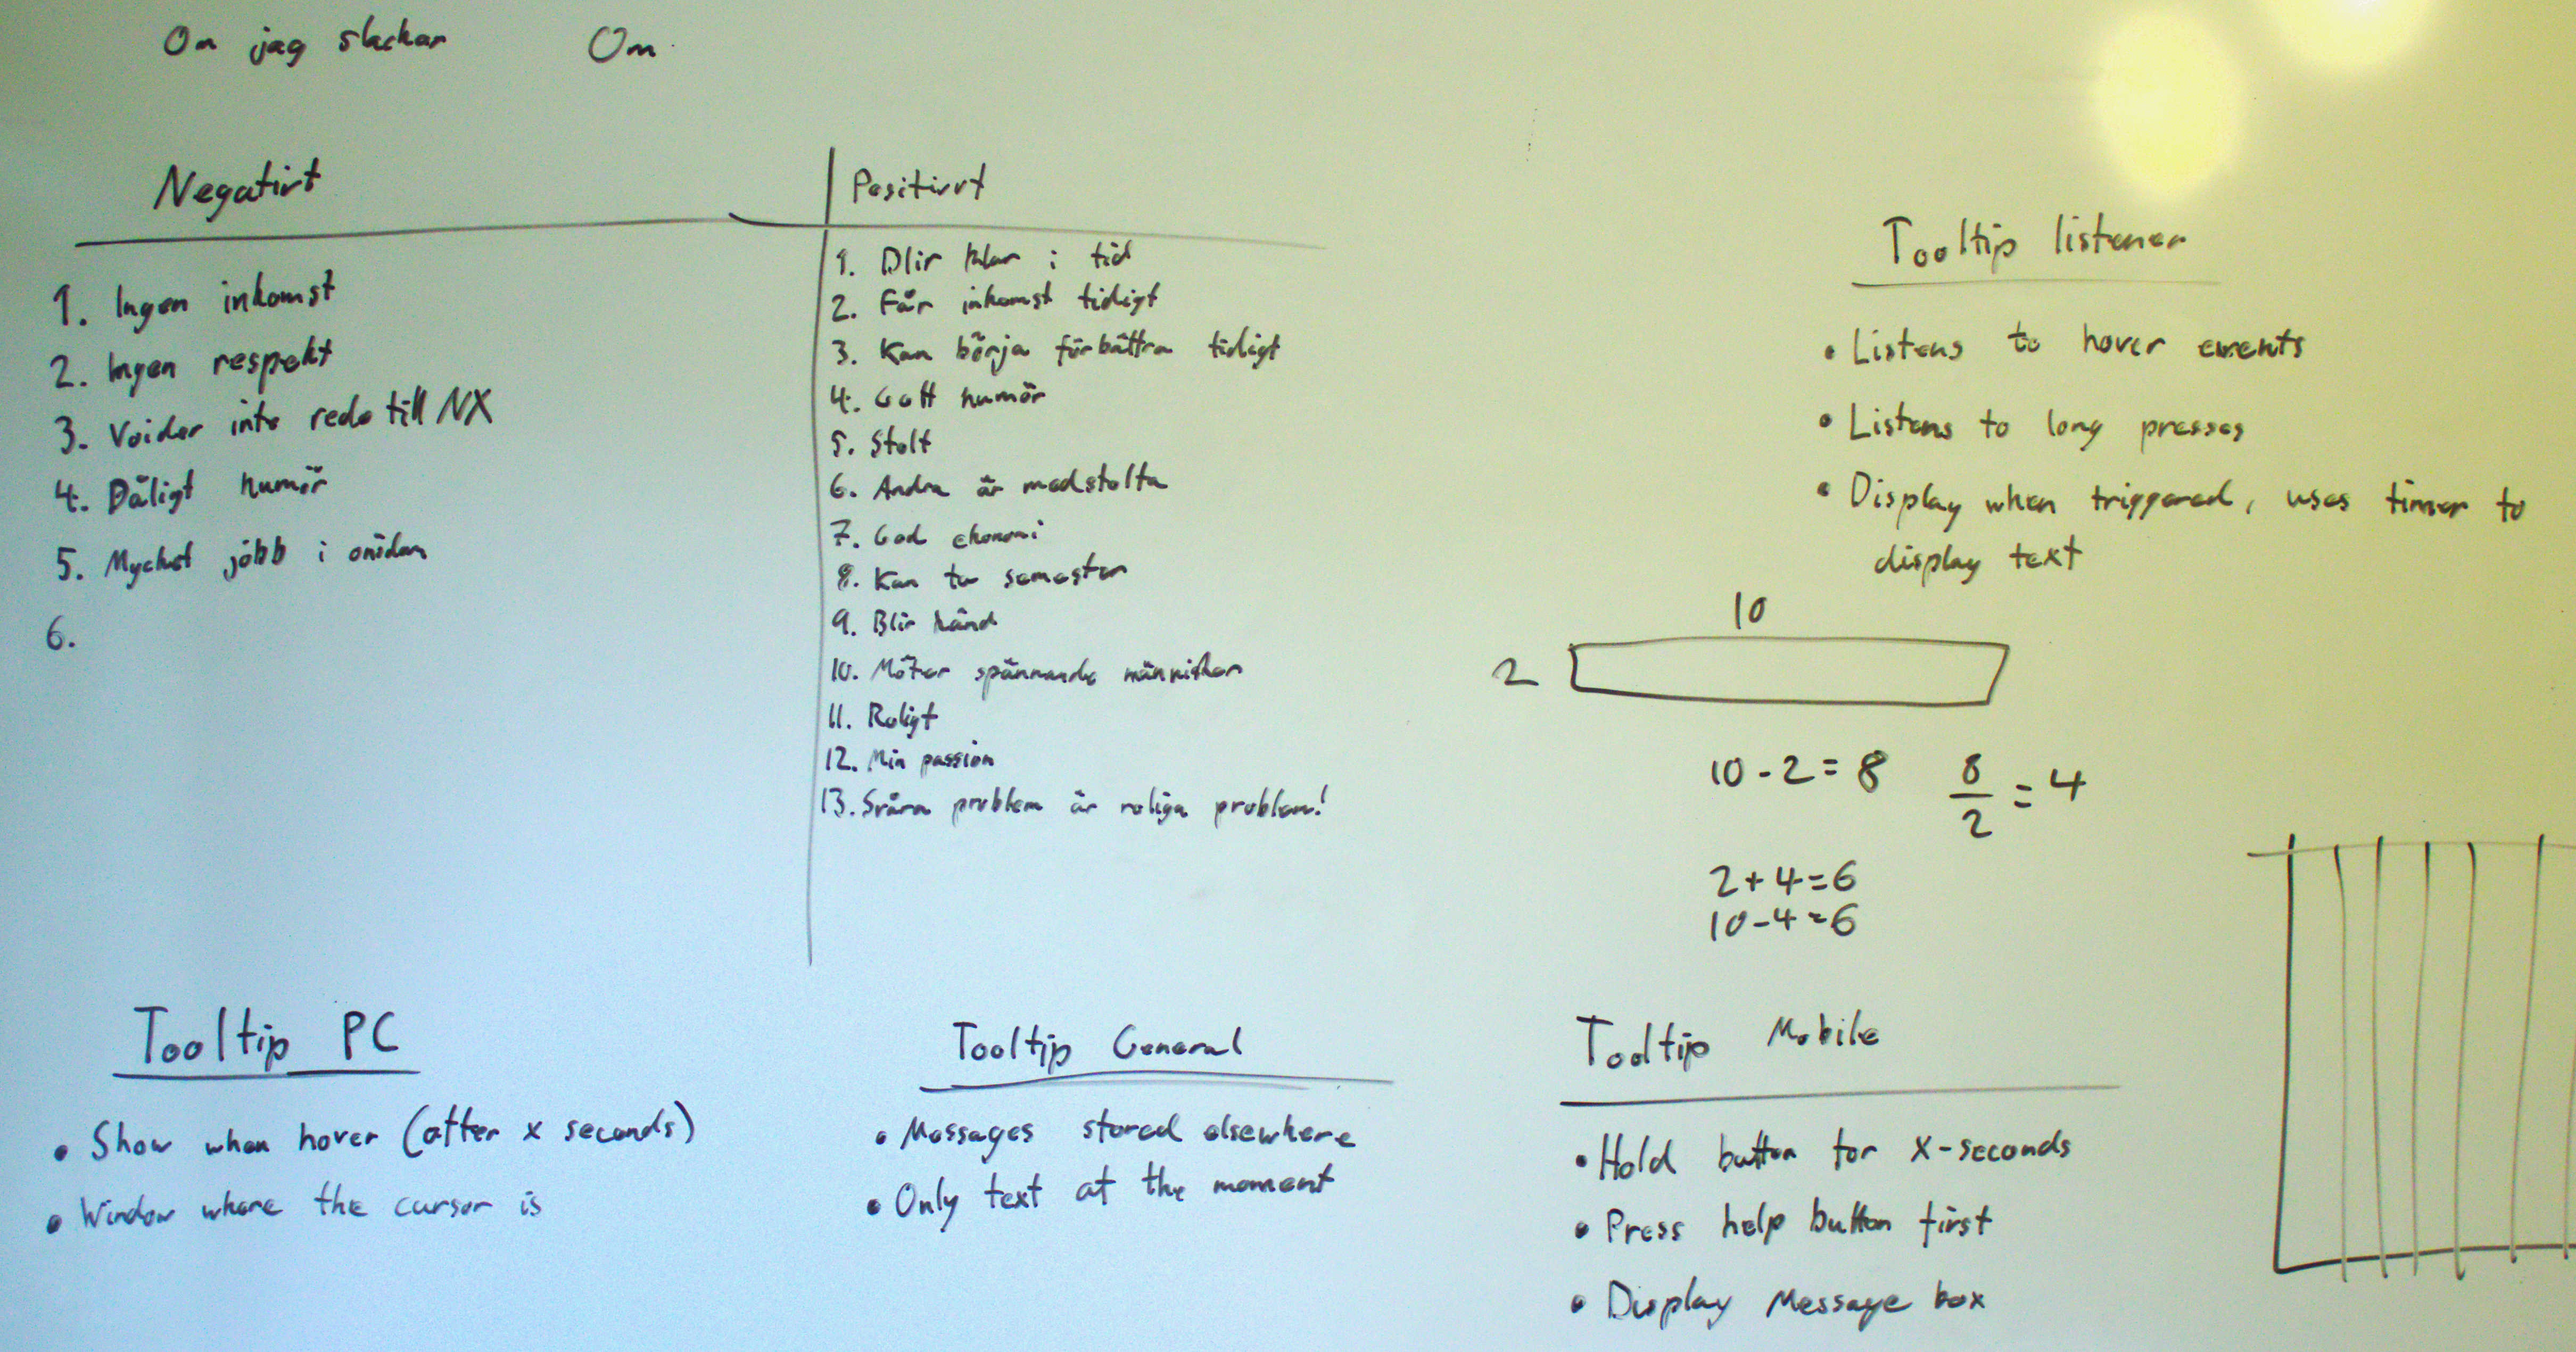 Om jag slackar
Om
Negativt
1. Ingen inkomst
2. Ingen respekt
3. Voider inte redo till NX
4. Dåligt humör
5. Mycket jobb i onödan
6.
Positivt
1. Blir klar i tid
2. Får inkomst tidigt
3. Kan börja förbättra tidigt
4. Gott humör
5. Stolt
6. Andra är medstolta
7. God ekonomi
8. Kan ta semester
9. Blir känd
10. Möter spännande människor
11. Roligt
12. Min passion
13. Svåra problem är roliga problem!
Tooltip listener
• Listens to hover events
• Listens to long presses
• Display when triggered, uses timer to
display text
10
2
10 - 2 = 8
8
2
= 4
2 + 4 = 6
10 - 4 = 6
Tooltip PC
• Show when hover (after x seconds)
• Window where the cursor is
Tooltip General
• Messages stored elsewhere
• Only text at the moment
Tooltip Mobile
• Hold button for x-seconds
• Press help button first
• Display Message box